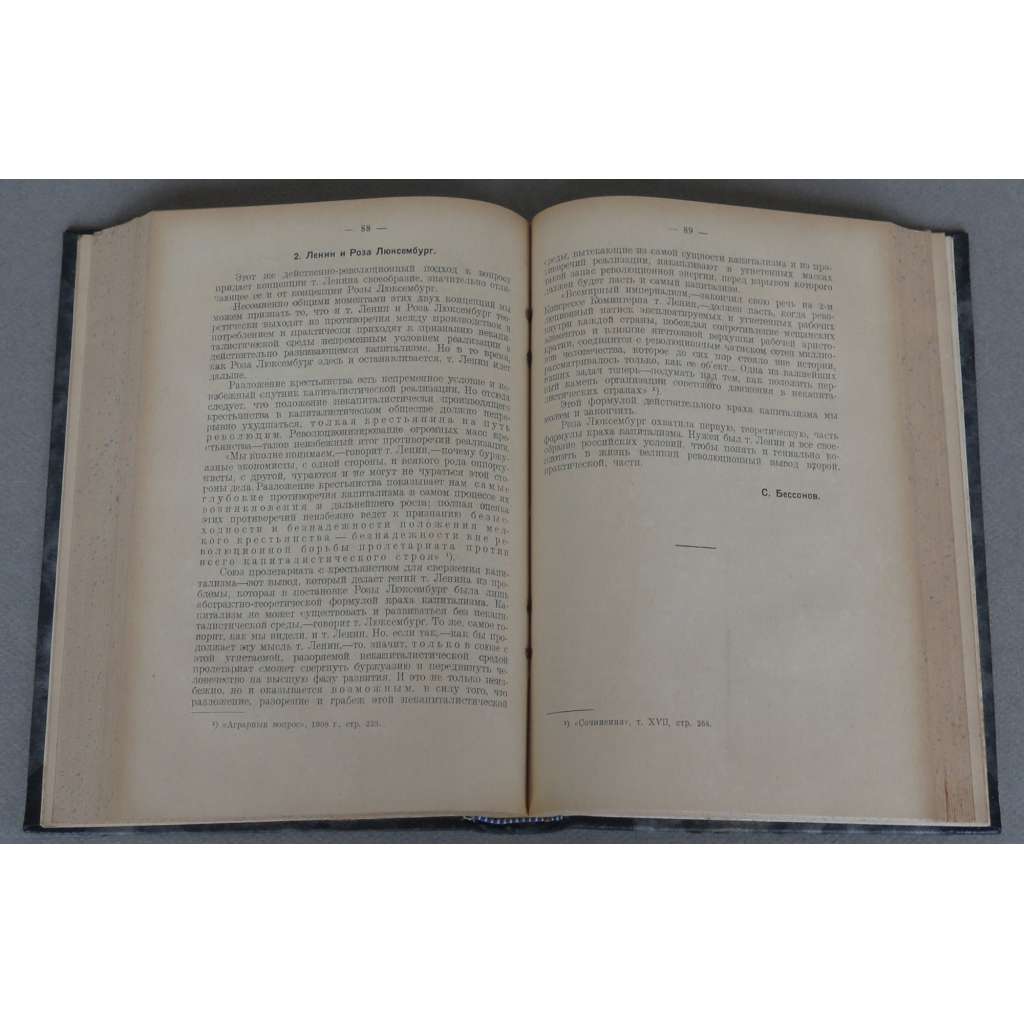 — 88 —
2. Ленин и Роза Люксембург.
Этот же действенно-революционный подход к вопросу
придает концепции т. Ленина своеобразие, значительно отли-
чающее ее и от концепции Розы Люксембург.
Несомненно общими моментами этих двух концепций мы
можем признать то, что и т. Ленин и Роза Люксембург тео-
ретически выходят из противоречия между производством и
потреблением и практически приходят к признанию некапи-
талистической среды непременным условием реализации в
действительно развивающемся капитализме. Но в то время,
как Роза Люксембург здесь и останавливается, т. Ленин идет
дальше.
Разложение крестьянства есть непременное условие и не-
избежный спутник капиталистической реализации. Но отсюда
следует, что положение некапиталистически производящего
крестьянства в капиталистическом обществе должно непре-
рывно ухудшаться, толкая крестьянина на путь
революции. Революционизирование огромных масс кре-
стьянства—таков неизбежный итог противоречий реализации.
«Мы вполне понимаем,—говорит т. Ленин,—почему буржу-
азные экономисты, с одной стороны, и всякого рода оппорту-
нисты, с другой, чураются и не могут не чураться этой сто-
роны дела. Разложение крестьянства показывает нам самые
глубокие противоречия капитализма в самом процессе их
возникновения и дальнейшего роста; полная оценка
этих противоречий неизбежно ведет к признанию безыс-
ходности и безнадежности положения мел-
кого крестьянства — безнадежности вне ре-
волюционной борьбы пролетариата против
всего капиталистического строя» ¹).
Союз пролетариата с крестьянством для свержения капи-
тализма—вот вывод, который делает гений т. Ленина из про-
блемы, которая в постановке Розы Люксембург была лишь
абстрактно-теоретической формулой краха капитализма. Ка-
питализм не может существовать и развиваться без некапи-
талистической среды,—говорит т. Люксембург. То же, самое го-
ворит, как мы видели, и т. Ленин. Но, если так,—как бы про-
должает эту мысль т. Ленин,—то, значит, только в союзе с
этой угнетаемой, разоряемой некапиталистической средой
пролетариат сможет свергнуть буржуазию и передвинуть че-
ловечество на высшую фазу развития. И это не только неиз-
бежно, но и оказывается возможным, в силу того, что
разложение, разорение и грабеж этой некапиталистической
¹) «Аграрный вопрос», 1908 г., стр. 223.
— 89 —
среды, вытекающие из самой сущности капитализма и из про-
тиворечий реализации, накапливают в угнетенных массах
такой запас революционной энергии, перед взрывом которого
должен будет пасть и самый капитализм.
«Всемирный империализм,—закончил свою речь на 2-м
Конгрессе Коминтерна т. Ленин,—должен пасть, когда рево-
люционный натиск эксплоатируемых и угнетенных рабочих
внутри каждой страны, побеждая сопротивление мещанских
элементов и влияние ничтожной верхушки рабочей аристо-
кратии, соединится с революционным натиском сотен миллио-
нов человечества, которое до сих пор стояло вне истории,
рассматривалось только, как ее объект... Одна из важнейших
наших задач теперь—подумать над тем, как положить пер-
вый камень организации советского движения в некапита-
листических странах» ¹).
Этой формулой действительного краха капитализма мы
можем и закончить.
Роза Люксембург охватила первую, теоретическую, часть
формулы краха капитализма. Нужен был т. Ленин и все свое-
образие российских условий, чтобы понять и гениально во-
плотить в жизнь великий революционный вывод второй,
практической, части.
С. Бессонов.
¹) «Сочинения», т. XVII, стр. 264.